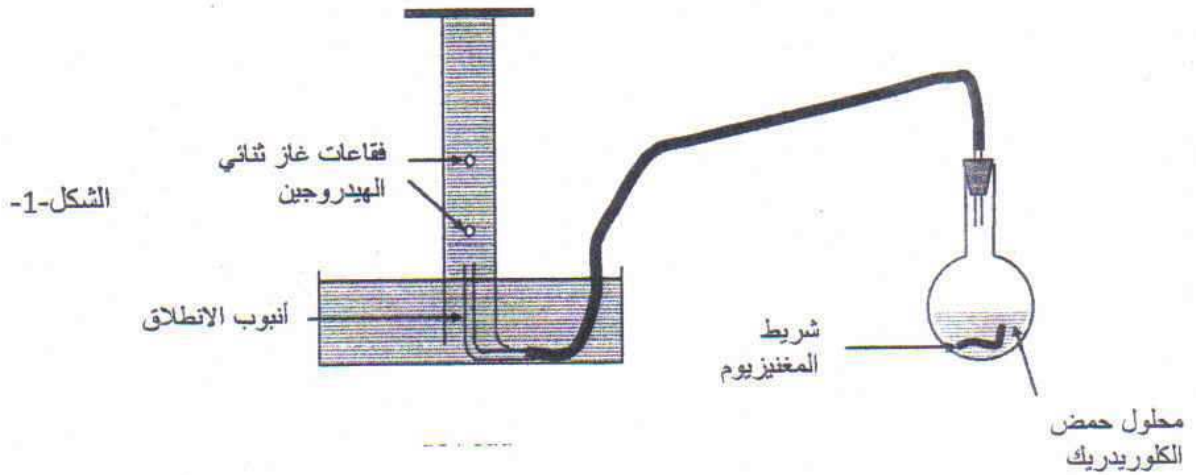 فقاعات غاز ثنائي
الهيدروجين
الشكل-1-
أنبوب الانطلاق
شريط
المغنيزيوم
محلول حمض
الكلوريدريك